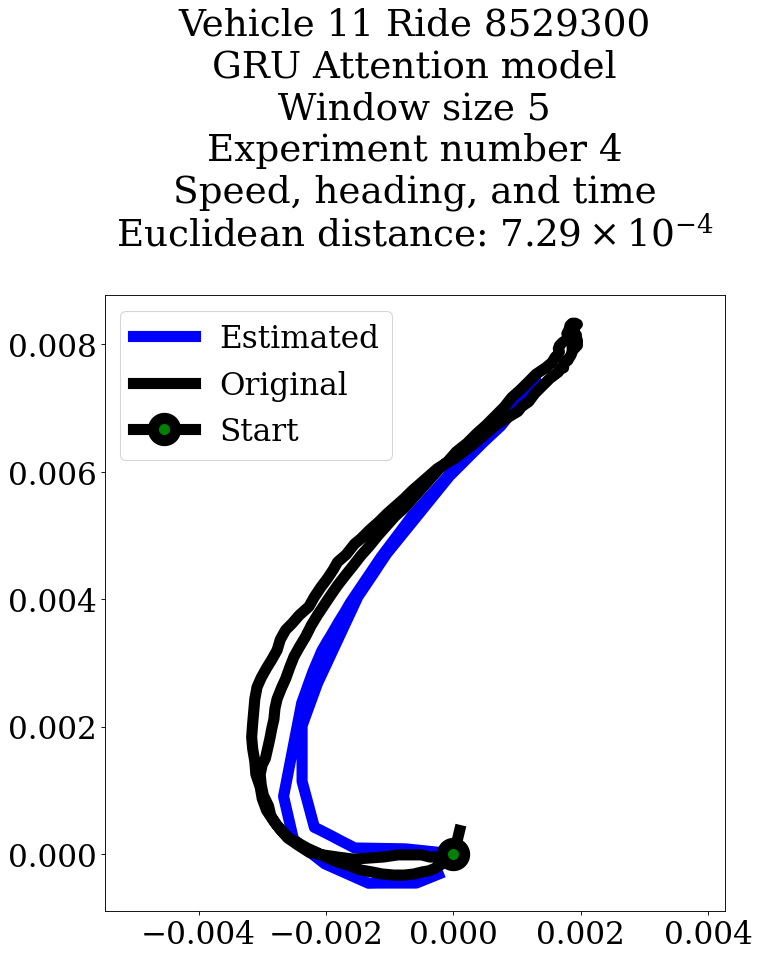 Vehicle 11 Ride 8529300
GRU Attention model
Window size 5
Experiment number 4
Speed, heading, and time
Euclidean distance: 7.29 × 10⁻⁴
Estimated
Original
Start
0.008
0.006
0.004
0.002
0.000
−0.004 −0.002 0.000 0.002 0.004